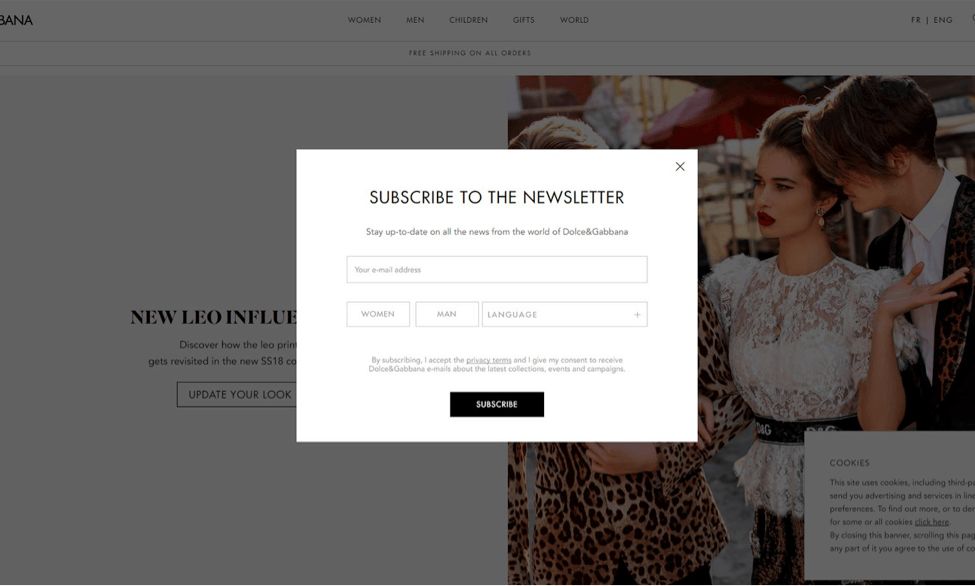 BANA
WOMEN MEN CHILDREN GIFTS WORLD
FR | ENG
FREE SHIPPING ON ALL ORDERS
SUBSCRIBE TO THE NEWSLETTER
Stay up-to-date on all the news from the world of Dolce&Gabbana
Your e-mail address
WOMEN MAN LANGUAGE +
By subscribing, I accept the privacy terms and I give my consent to receive
Dolce&Gabbana e-mails about the latest collections, events and campaigns.
SUBSCRIBE
NEW LEO INFLUE
Discover how the leo print
gets revisited in the new SS18 co
UPDATE YOUR LOOK
D&G D&G
COOKIES
This site uses cookies, including third-pa
send you advertising and services in line
preferences. To find out more, or to der
for some or all cookies click here.
By closing this banner, scrolling this pag
any part of it you agree to the use of co